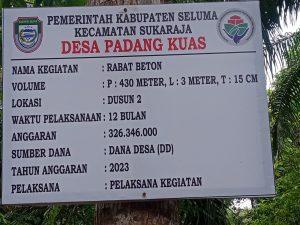 PEMERINTAH KABUPATEN SELUMA
KECAMATAN SUKARAJA
DESA PADANG KUAS
NAMA KEGIATAN : RABAT BETON
VOLUME : P : 430 METER, L : 3 METER, T : 15 CM
LOKASI : DUSUN 2
WAKTU PELAKSANAAN : 12 BULAN
ANGGARAN : 326.346.000
SUMBER DANA : DANA DESA (DD)
TAHUN ANGGARAN : 2023
PELAKSANA : PELAKSANA KEGIATAN